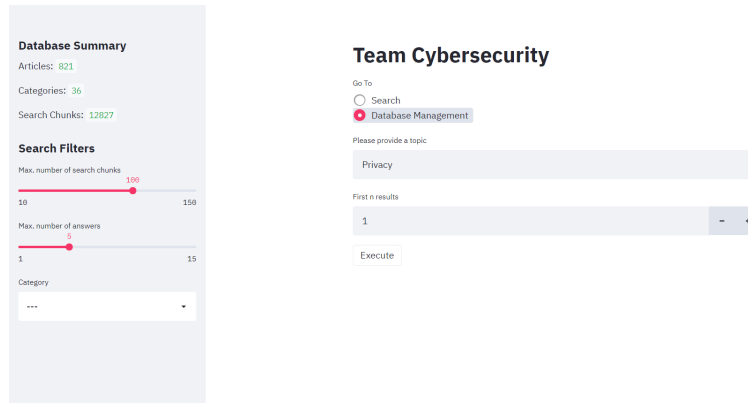 Database Summary
Articles: 821
Categories: 36
Search Chunks: 12827
Search Filters
Max. number of search chunks
100
10 150
Max. number of answers
5
1 15
Category
---
Team Cybersecurity
Go To
Search
Database Management
Please provide a topic
Privacy
First n results
1 -
Execute